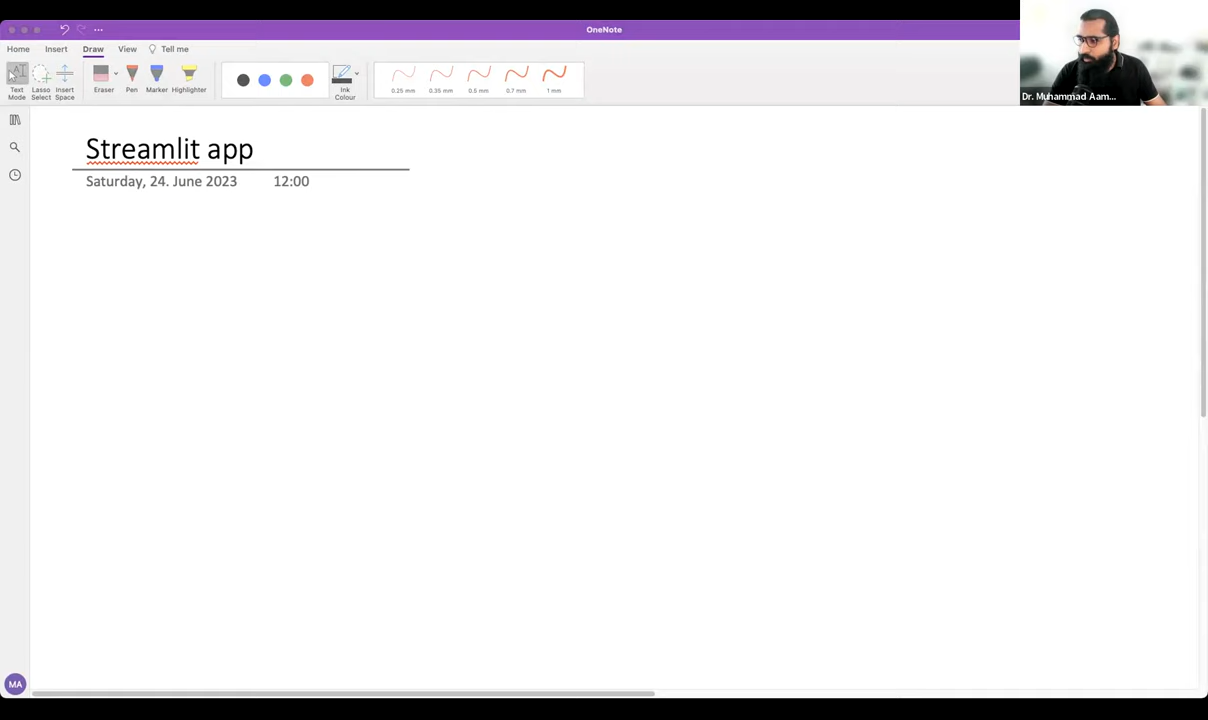 OneNote
Home Insert Draw View Tell me
Text Mode
Lasso Select
Insert Space
Eraser
Pen
Marker
Highlighter
Ink Colour
0.25 mm 0.35 mm 0.5 mm 0.7 mm 1 mm
Dr. Muhammad Aam...
Streamlit app
Saturday, 24. June 2023 12:00
MA